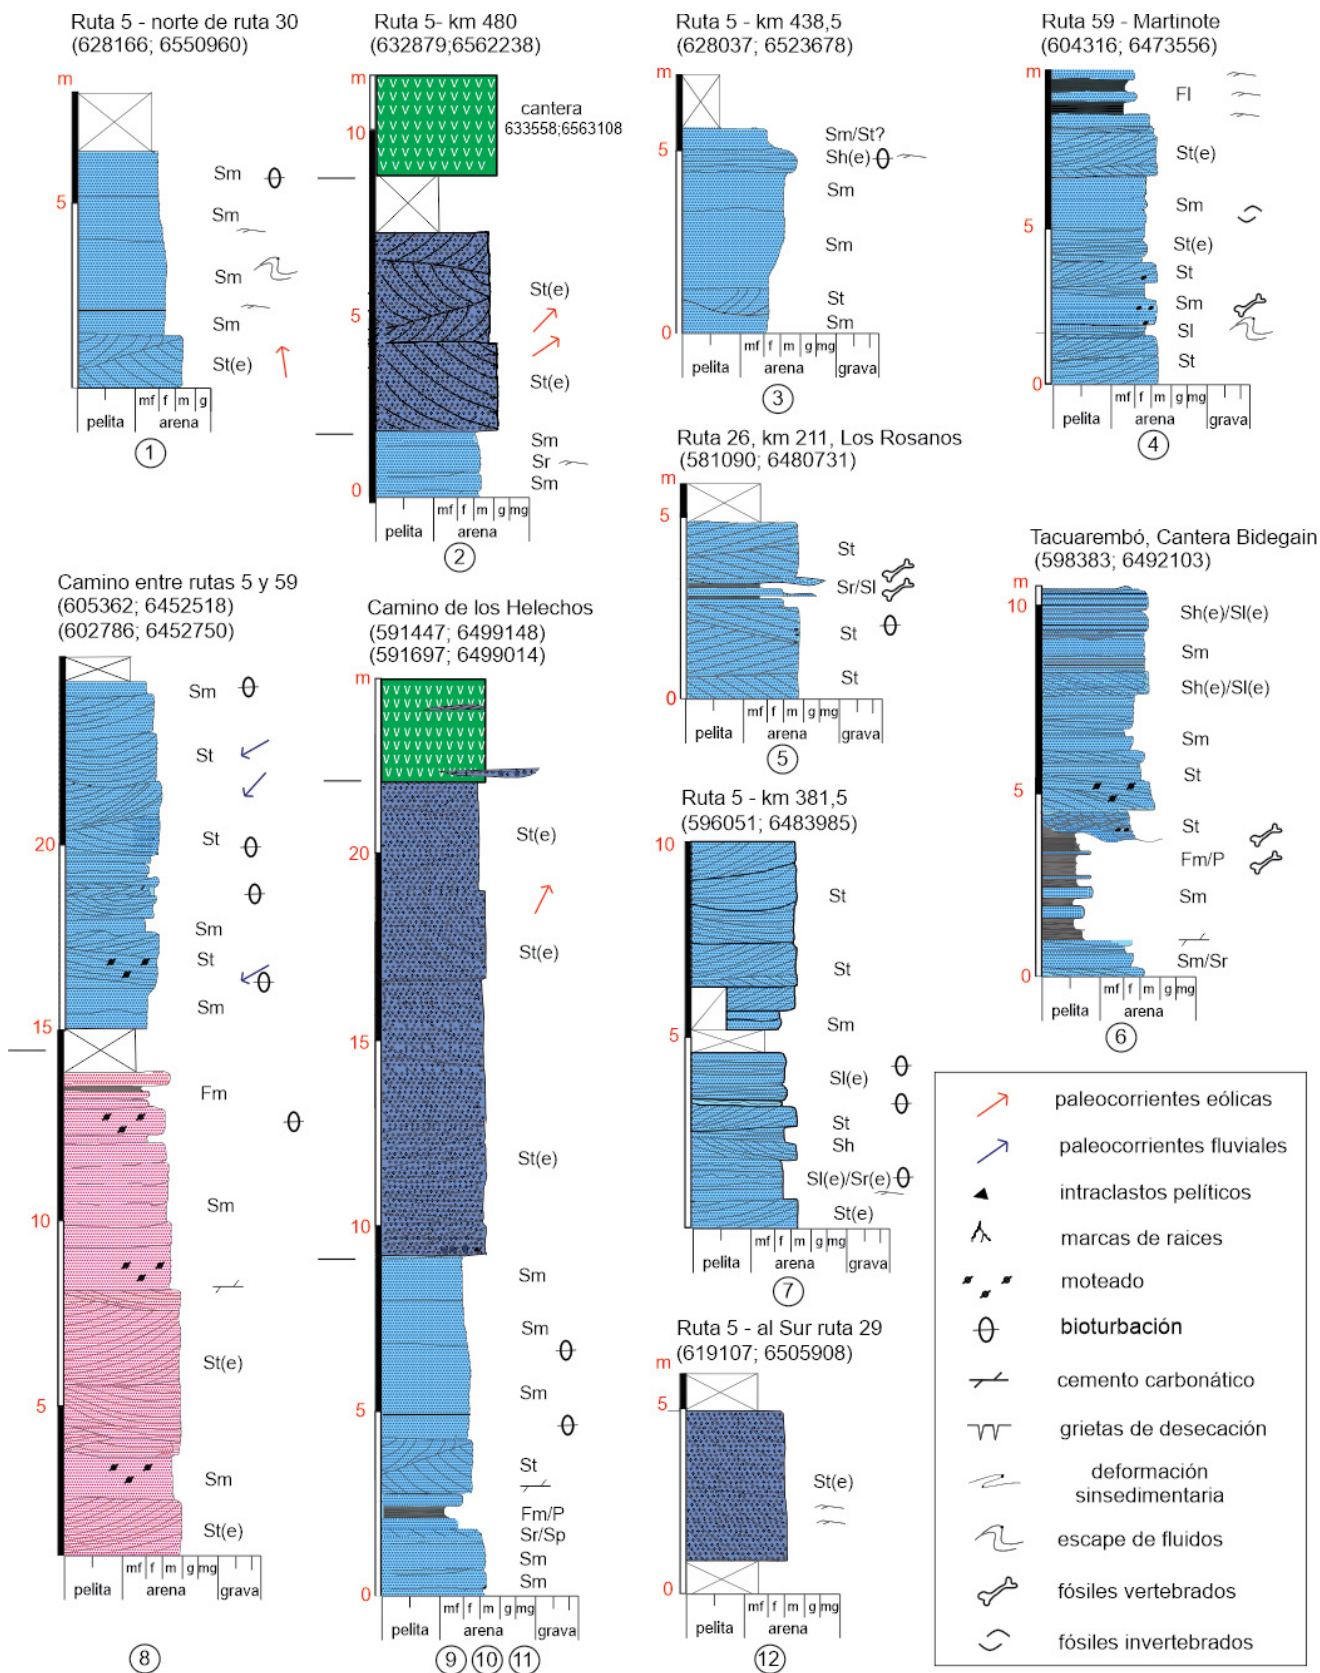 Ruta 5 - norte de ruta 30
(628166; 6550960)
m
5
Sm
Sm
Sm
Sm
St(e)
mf f m g
pelita arena
1
Ruta 5- km 480
(632879;6562238)
m
10
5
0
cantera
633558;6563108
St(e)
St(e)
Sm
Sr
Sm
mf f m g mg
pelita arena
2
Ruta 5 - km 438,5
(628037; 6523678)
m
5
0
Sm/St?
Sh(e)
Sm
Sm
St
Sm
mf f m g mg
pelita arena grava
3
Ruta 59 - Martinote
(604316; 6473556)
m
5
0
Fl
St(e)
Sm
St(e)
St
Sm
Sl
St
mf f m g mg
pelita arena grava
4
Ruta 26, km 211, Los Rosanos
(581090; 6480731)
m
5
0
St
Sr/Sl
St
St
mf f m g mg
pelita arena grava
5
Tacuarembó, Cantera Bidegain
(598383; 6492103)
m
10
5
0
Sh(e)/Sl(e)
Sm
Sh(e)/Sl(e)
Sm
St
St
Fm/P
Sm
Sm/Sr
mf f m g mg
pelita arena
6
Camino entre rutas 5 y 59
(605362; 6452518)
(602786; 6452750)
20
15
10
5
Sm
St
St
Sm
St
Sm
Fm
Sm
St(e)
Sm
St(e)
mf f m g mg
pelita arena grava
8
Camino de los Helechos
(591447; 6499148)
(591697; 6499014)
m
20
15
10
5
0
St(e)
St(e)
St(e)
Sm
Sm
Sm
St
Fm/P
Sr/Sp
Sm
Sm
mf f m g mg
pelita arena grava
9 10 11
Ruta 5 - km 381,5
(596051; 6483985)
10
5
St
St
Sm
Sl(e)
St
Sh
Sl(e)/Sr(e)
St(e)
mf f m g mg
pelita arena grava
7
Ruta 5 - al Sur ruta 29
(619107; 6505908)
m
5
0
St(e)
mf f m g mg
pelita arena
12
paleocorrientes eólicas
paleocorrientes fluviales
intraclastos pelíticos
marcas de raices
moteado
bioturbación
cemento carbonático
grietas de desecación
deformación
sinsedimentaria
escape de fluidos
fósiles vertebrados
fósiles invertebrados